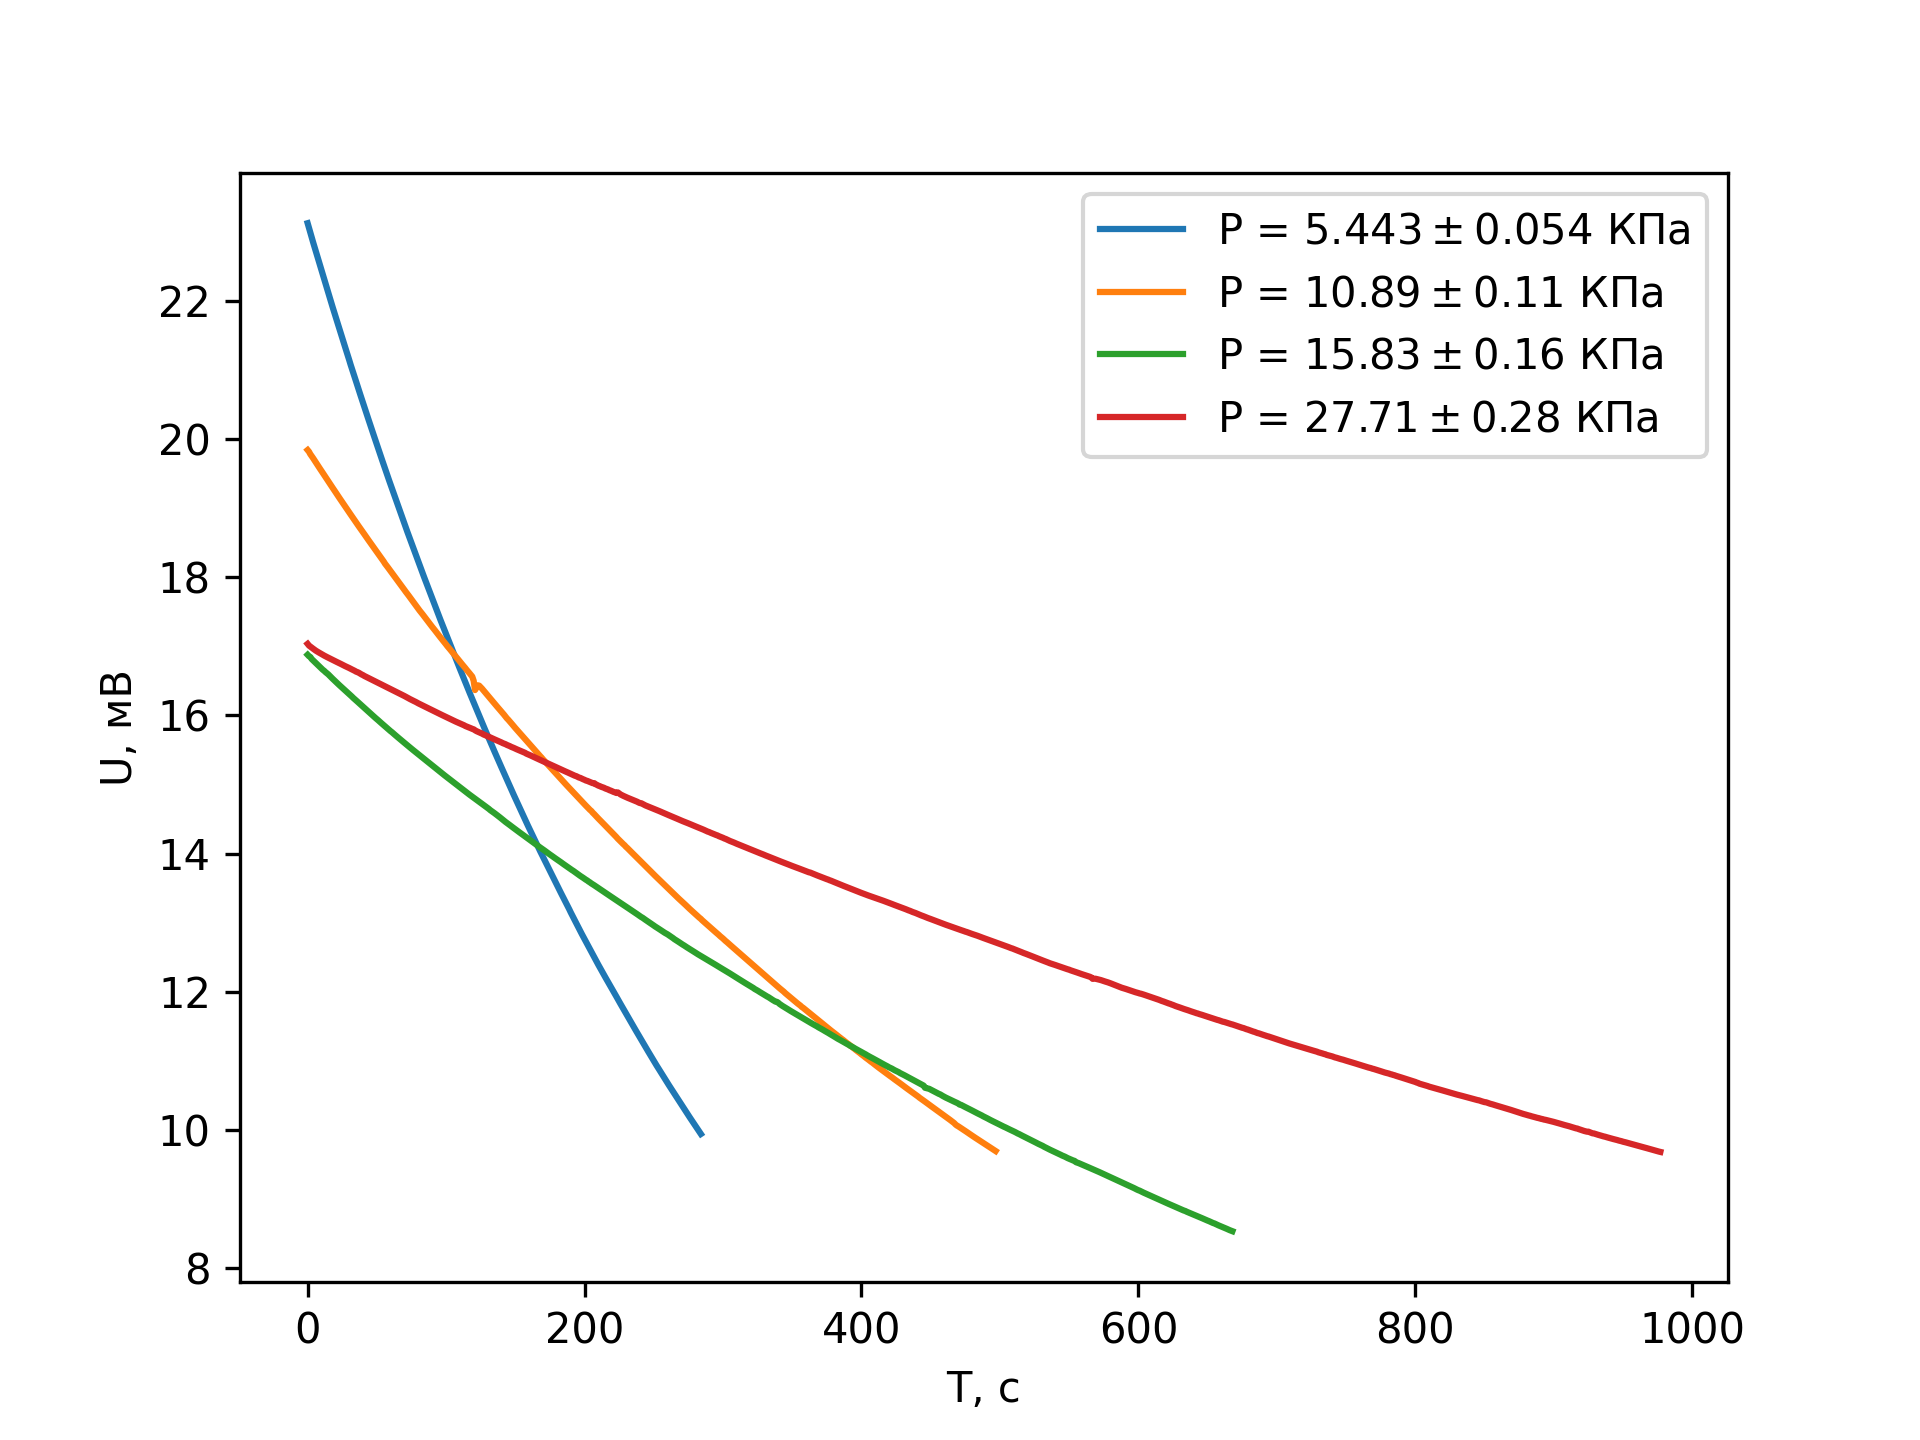 P = 5.443 ± 0.054 КПа
P = 10.89 ± 0.11 КПа
P = 15.83 ± 0.16 КПа
P = 27.71 ± 0.28 КПа
22
20
18
16
14
12
10
8
U, мВ
0 200 400 600 800 1000
T, с